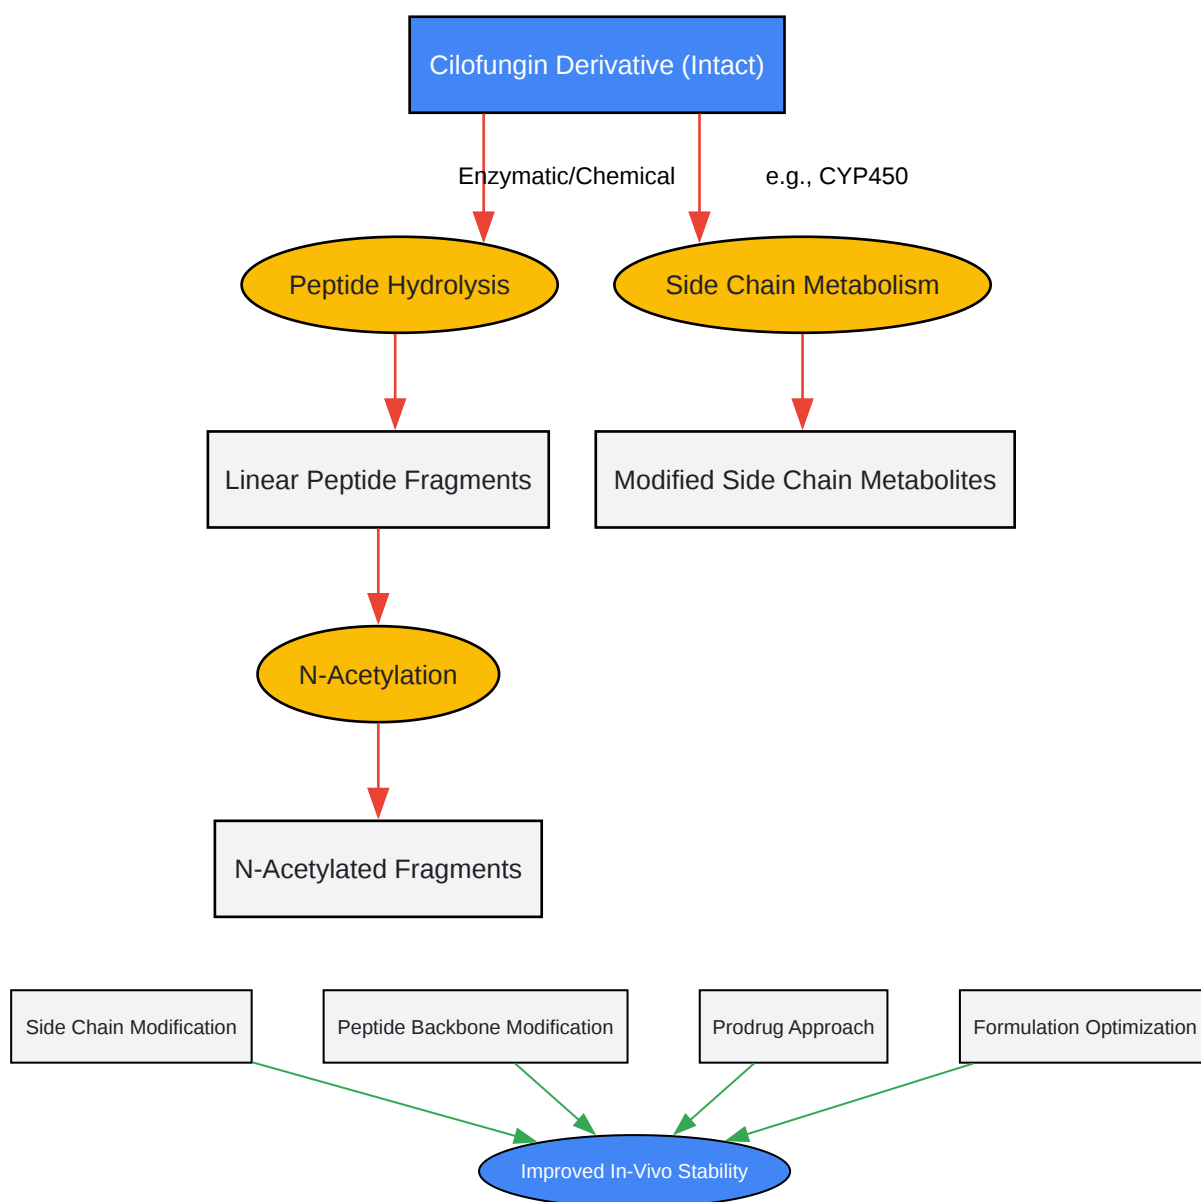 Cilofungin Derivative (Intact)
Enzymatic/Chemical
e.g., CYP450
Peptide Hydrolysis
Side Chain Metabolism
Linear Peptide Fragments
Modified Side Chain Metabolites
N-Acetylation
N-Acetylated Fragments
Side Chain Modification
Peptide Backbone Modification
Prodrug Approach
Formulation Optimization
Improved In-Vivo Stability